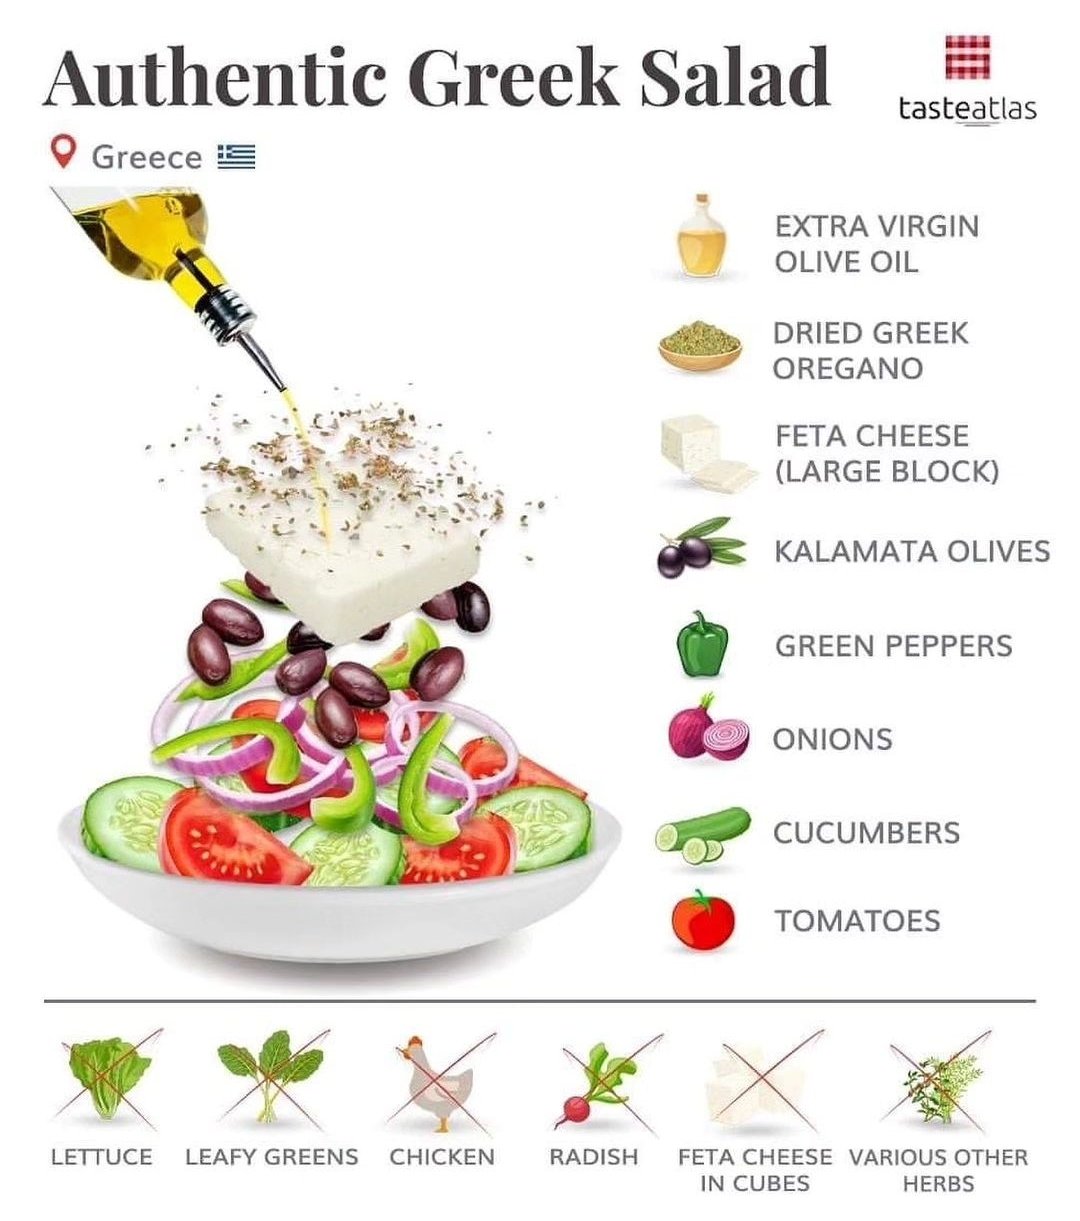 Authentic Greek Salad
tasteatlas
Greece
EXTRA VIRGIN
OLIVE OIL
DRIED GREEK
OREGANO
FETA CHEESE
(LARGE BLOCK)
KALAMATA OLIVES
GREEN PEPPERS
ONIONS
CUCUMBERS
TOMATOES
LETTUCE
LEAFY GREENS
CHICKEN
RADISH
FETA CHEESE
IN CUBES
VARIOUS OTHER
HERBS